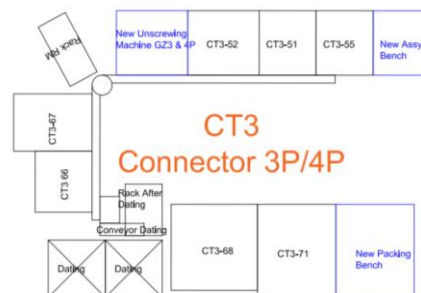 New Unscrewing
Machine GZ3 & 4P
CT3-52
CT3-51
CT3-55
New Assy
Bench
Rack RM
CT3-67
CT3
Connector 3P/4P
CT3 66
Rack After
Dating
Conveyor Dating
Dating
Dating
CT3-68
CT3-71
New Packing
Bench